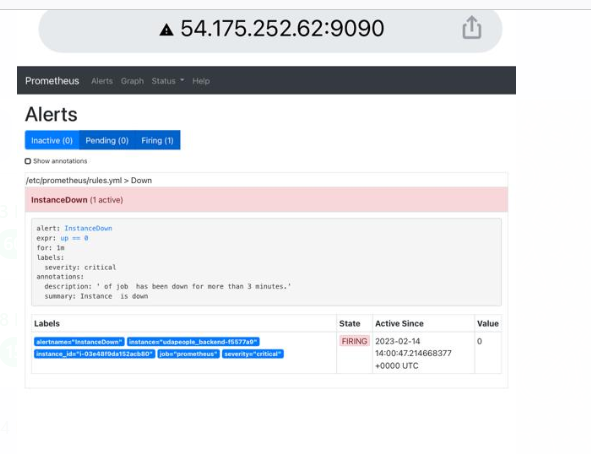 54.175.252.62:9090
Prometheus Alerts Graph Status Help
Alerts
Inactive (0) Pending (0) Firing (1)
Show annotations
/etc/prometheus/rules.yml > Down
InstanceDown (1 active)
alert: InstanceDown
expr: up == 0
for: 1m
labels:
severity: critical
annotations:
description: ' of job has been down for more than 3 minutes.'
summary: Instance is down
Labels State Active Since Value
alertname="InstanceDown" instance="udapeople_backend-f5577a9" FIRING 2023-02-14 0
instance_id="i-03e48f9da152acb80" job="prometheus" severity="critical" 14:00:47.214668377
+0000 UTC